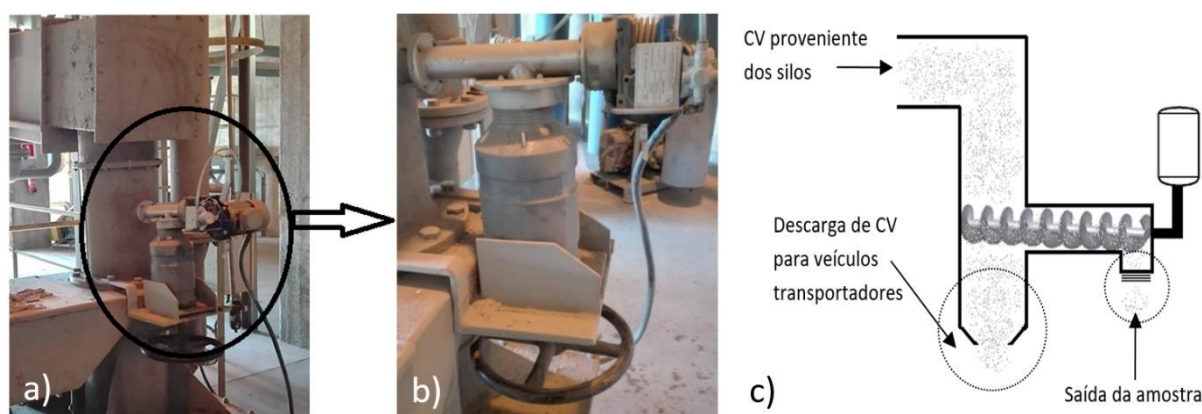 a)
b)
c)
CV proveniente
dos silos
Descarga de CV
para veículos
transportadores
Saída da amostra